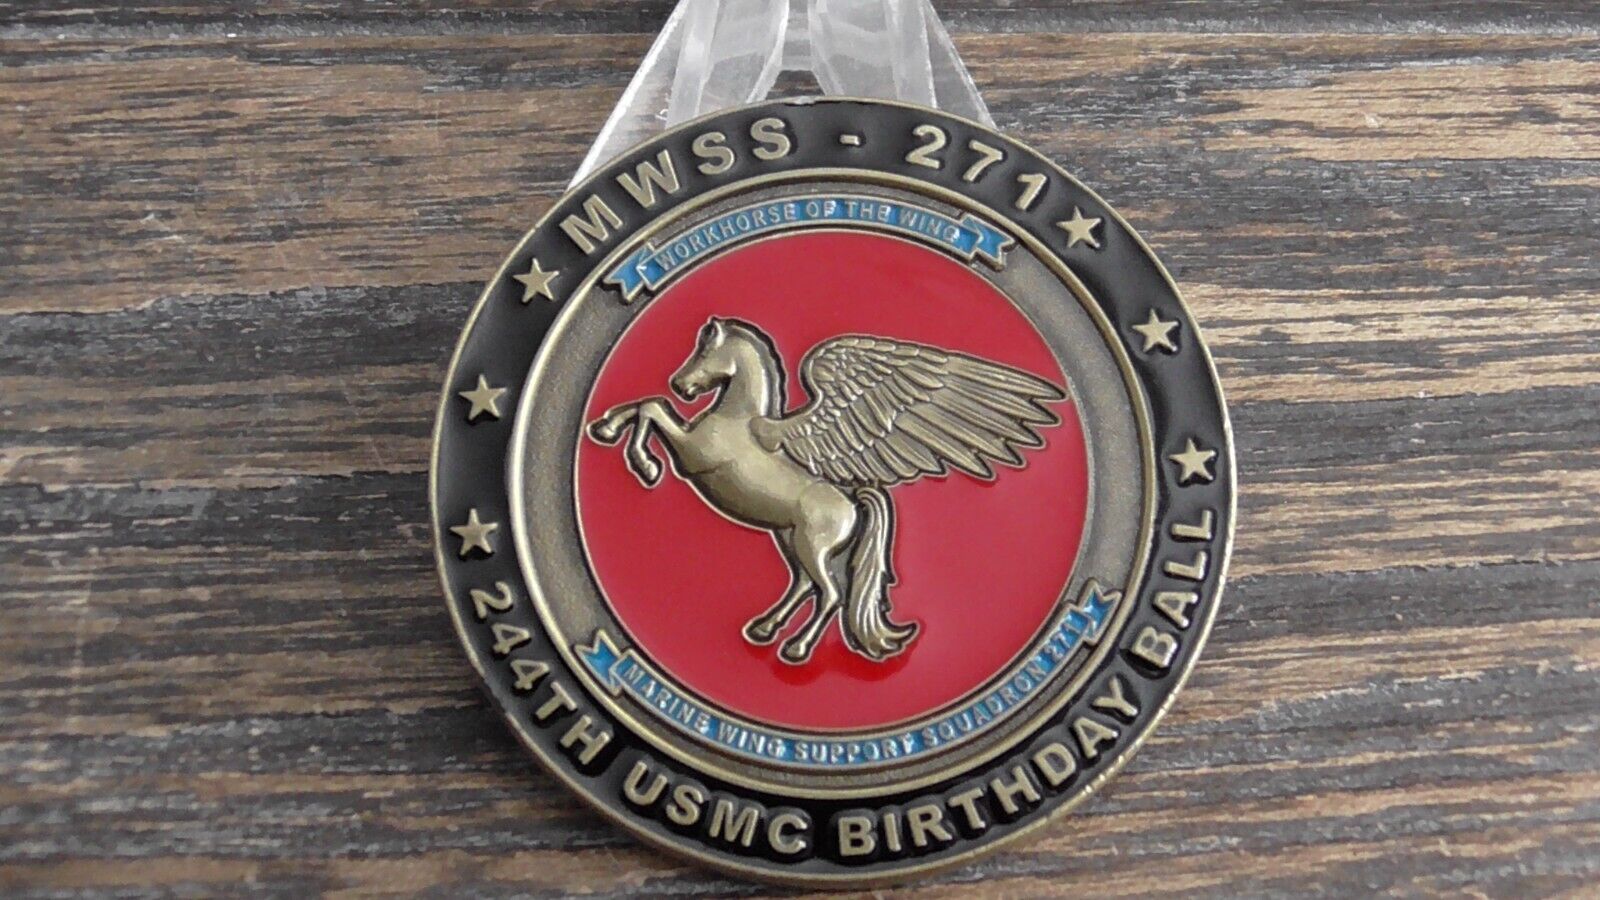 MWSS - 271
WORKHORSE OF THE WING
MARINE WING SUPPORT SQUADRON 271
244TH USMC BIRTHDAY BALL